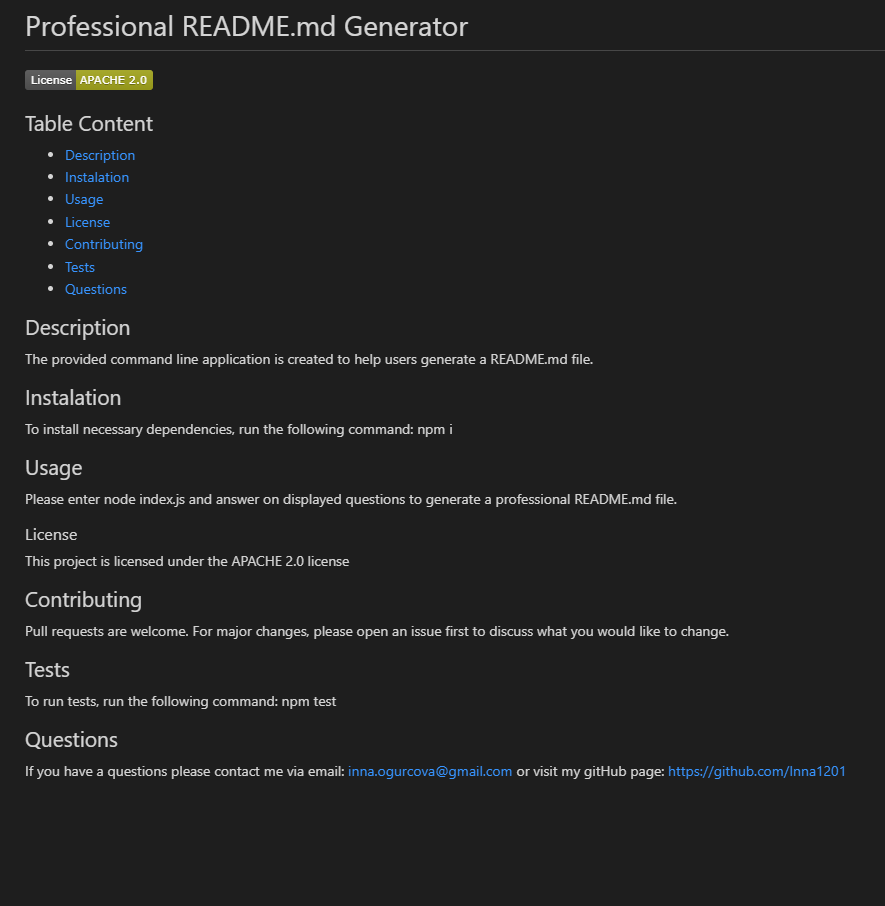 Professional README.md Generator
License APACHE 2.0
Table Content
Description
Instalation
Usage
License
Contributing
Tests
Questions
Description
The provided command line application is created to help users generate a README.md file.
Instalation
To install necessary dependencies, run the following command: npm i
Usage
Please enter node index.js and answer on displayed questions to generate a professional README.md file.
License
This project is licensed under the APACHE 2.0 license
Contributing
Pull requests are welcome. For major changes, please open an issue first to discuss what you would like to change.
Tests
To run tests, run the following command: npm test
Questions
If you have a questions please contact me via email: inna.ogurcova@gmail.com or visit my gitHub page: https://github.com/Inna1201